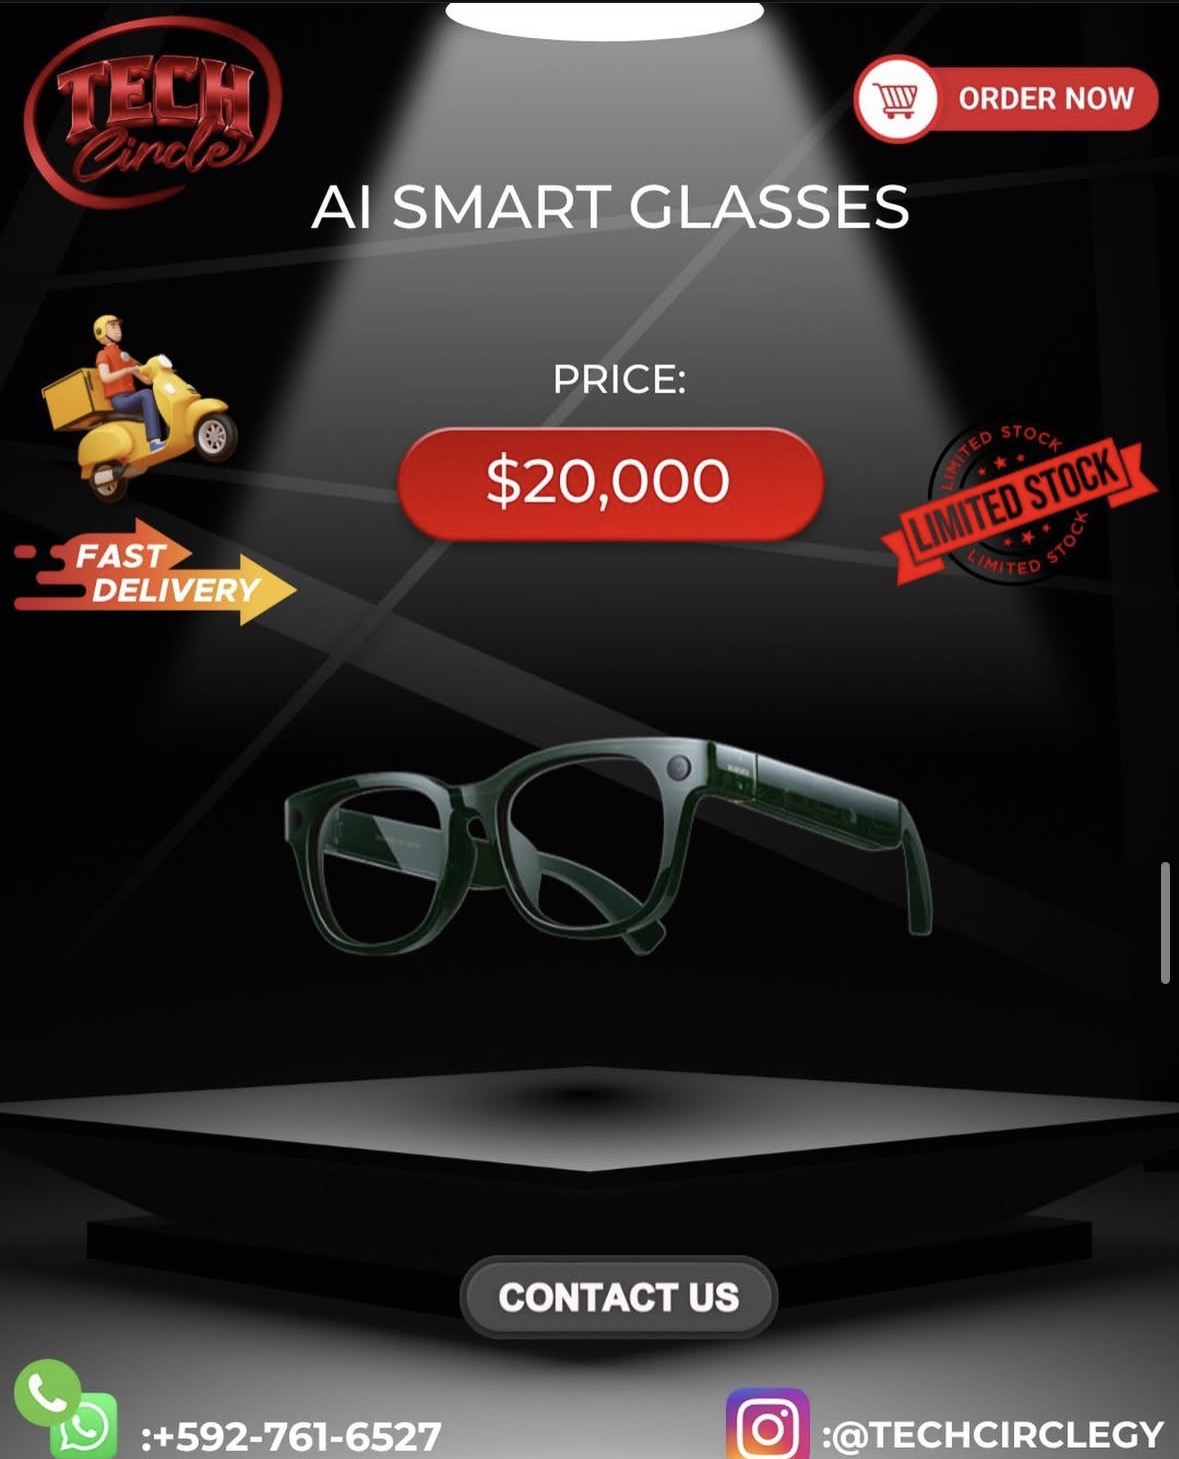 TECH
Circle
ORDER NOW
AI SMART GLASSES
PRICE:
$20,000
LIMITED STOCK
LIMITED STOCK
LIMITED STOCK
FAST
DELIVERY
CONTACT US
:+592-761-6527
:@TECHCIRCLEGY